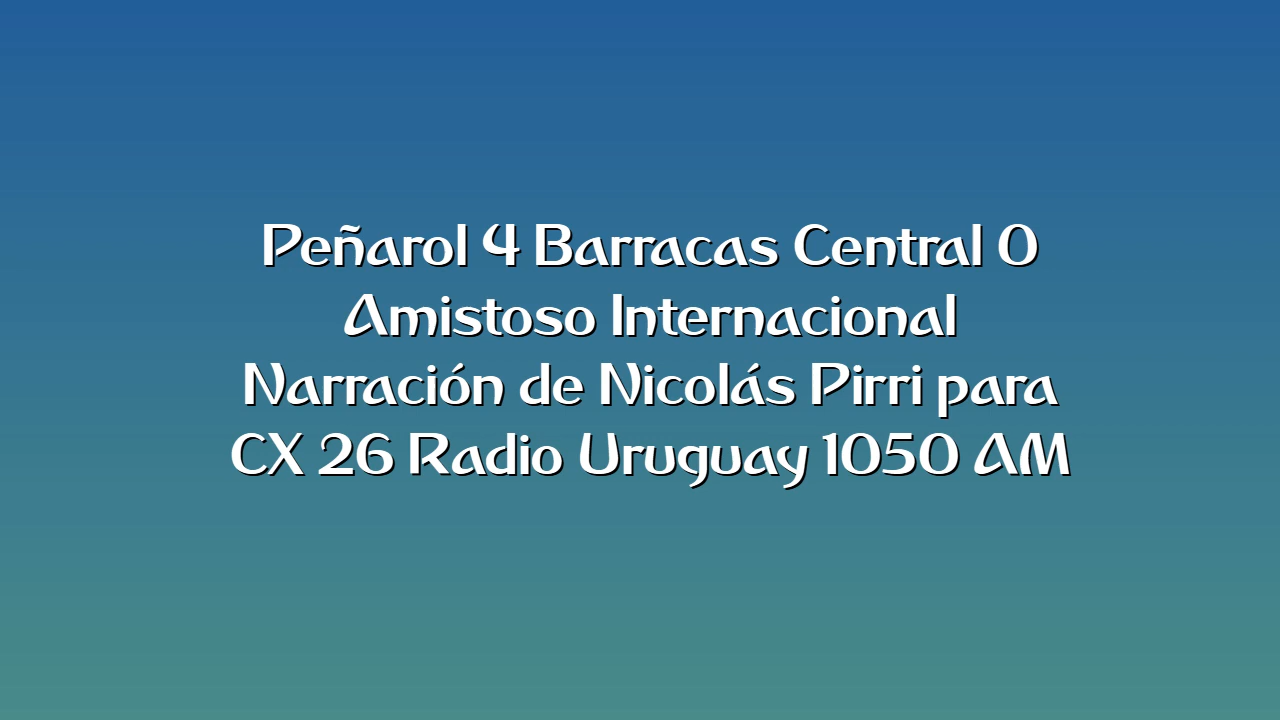 Peñarol 4 Barracas Central 0
Amistoso Internacional
Narración de Nicolás Pirri para
CX 26 Radio Uruguay 1050 AM